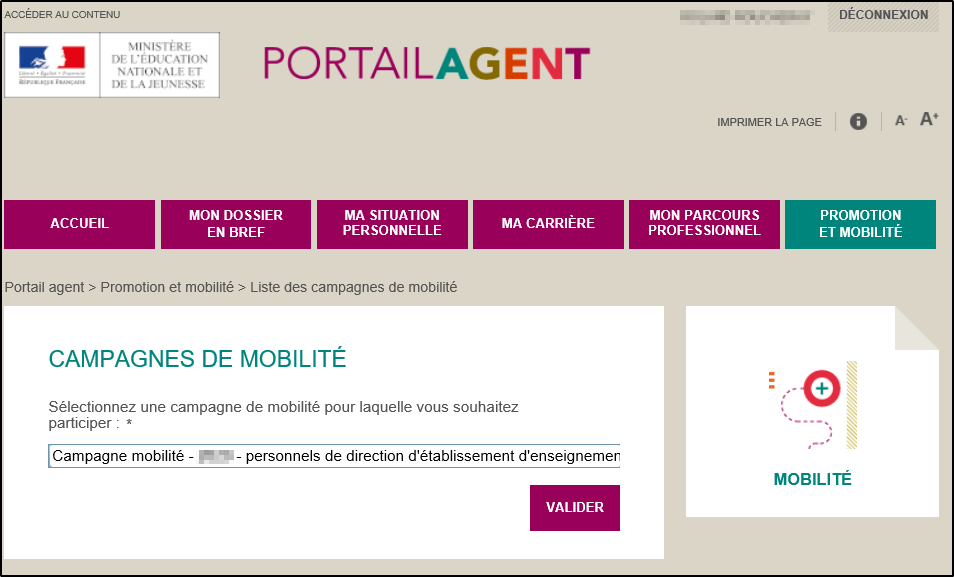 ACCÉDER AU CONTENU
DÉCONNEXION
Liberté • Égalité • Fraternité
RÉPUBLIQUE FRANÇAISE
MINISTÈRE
DE L'ÉDUCATION
NATIONALE ET
DE LA JEUNESSE
PORTAILAGENT
IMPRIMER LA PAGE
A-
A+
ACCUEIL
MON DOSSIER
EN BREF
MA SITUATION
PERSONNELLE
MA CARRIÈRE
MON PARCOURS
PROFESSIONNEL
PROMOTION
ET MOBILITÉ
Portail agent > Promotion et mobilité > Liste des campagnes de mobilité
CAMPAGNES DE MOBILITÉ
Sélectionnez une campagne de mobilité pour laquelle vous souhaitez
participer : *
Campagne mobilité - - personnels de direction d'établissement d'enseignemen
VALIDER
MOBILITÉ